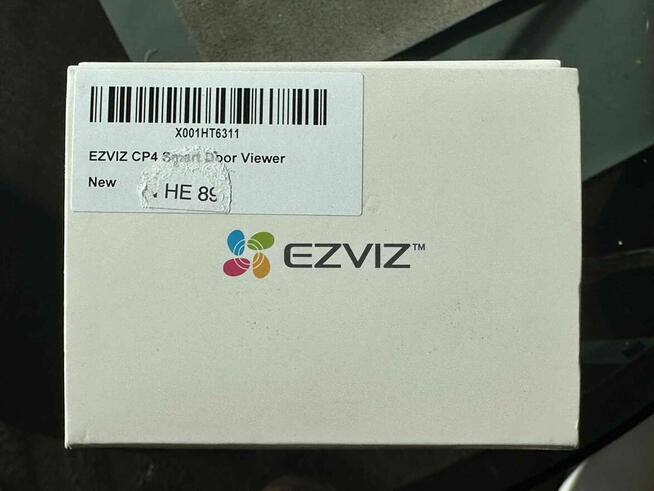 X001HT6311
EZVIZ CP4 Smart Door Viewer
New
HE 89
EZVIZ™